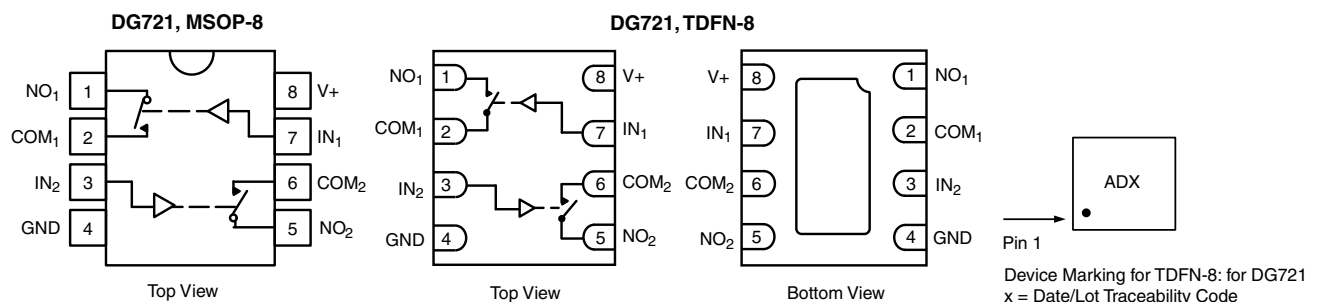 DG721, MSOP-8
NO1 1
8 V+
COM1 2
7 IN1
IN2 3
6 COM2
GND 4
5 NO2
Top View
DG721, TDFN-8
NO1 1
8 V+
COM1 2
7 IN1
IN2 3
6 COM2
GND 4
5 NO2
Top View
V+ 8
1 NO1
IN1 7
2 COM1
COM2 6
3 IN2
NO2 5
4 GND
Bottom View
ADX
Pin 1
Device Marking for TDFN-8: for DG721
x = Date/Lot Traceability Code